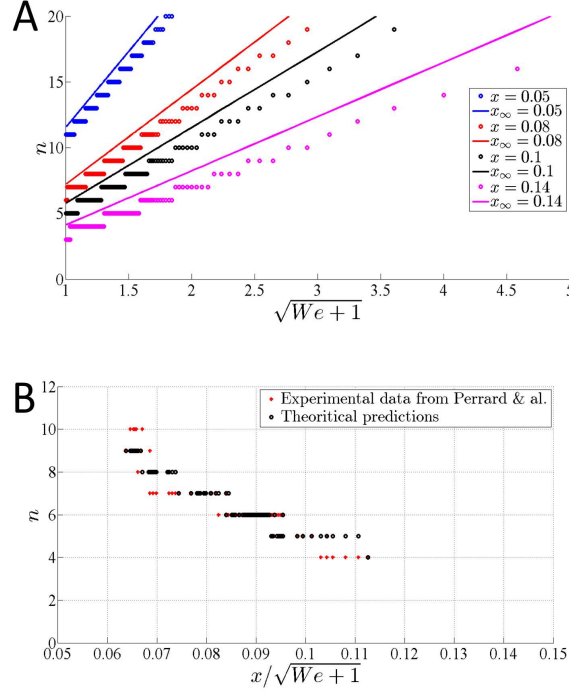 A
20
15
10
5
0
n
1
1.5
2
2.5
3
3.5
4
4.5
5
√We + 1
x = 0.05
x∞ = 0.05
x = 0.08
x∞ = 0.08
x = 0.1
x∞ = 0.1
x = 0.14
x∞ = 0.14
B
12
10
8
6
4
2
0
n
0.05
0.06
0.07
0.08
0.09
0.1
0.11
0.12
0.13
0.14
0.15
x/√We + 1
Experimental data from Perrard & al.
Theoritical predictions